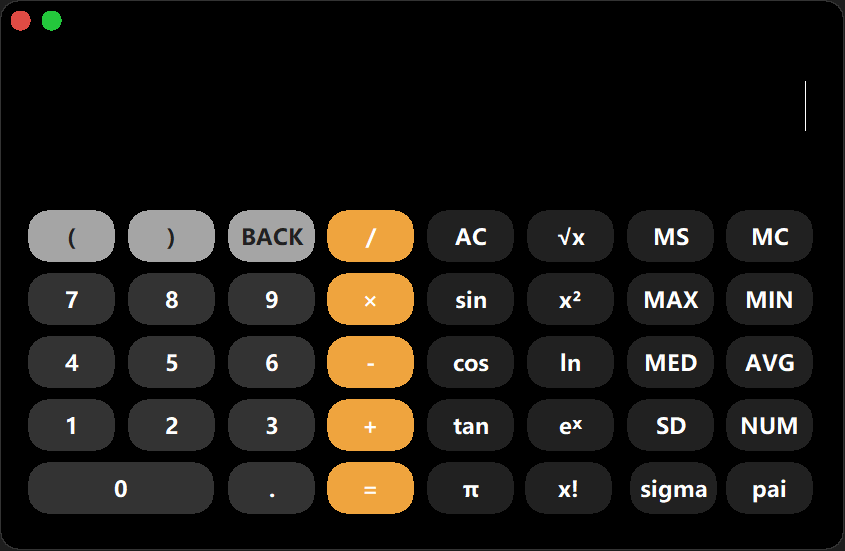 ( ) BACK / AC √x MS MC
7 8 9 × sin x² MAX MIN
4 5 6 - cos ln MED AVG
1 2 3 + tan eˣ SD NUM
0 . = π x! sigma pai